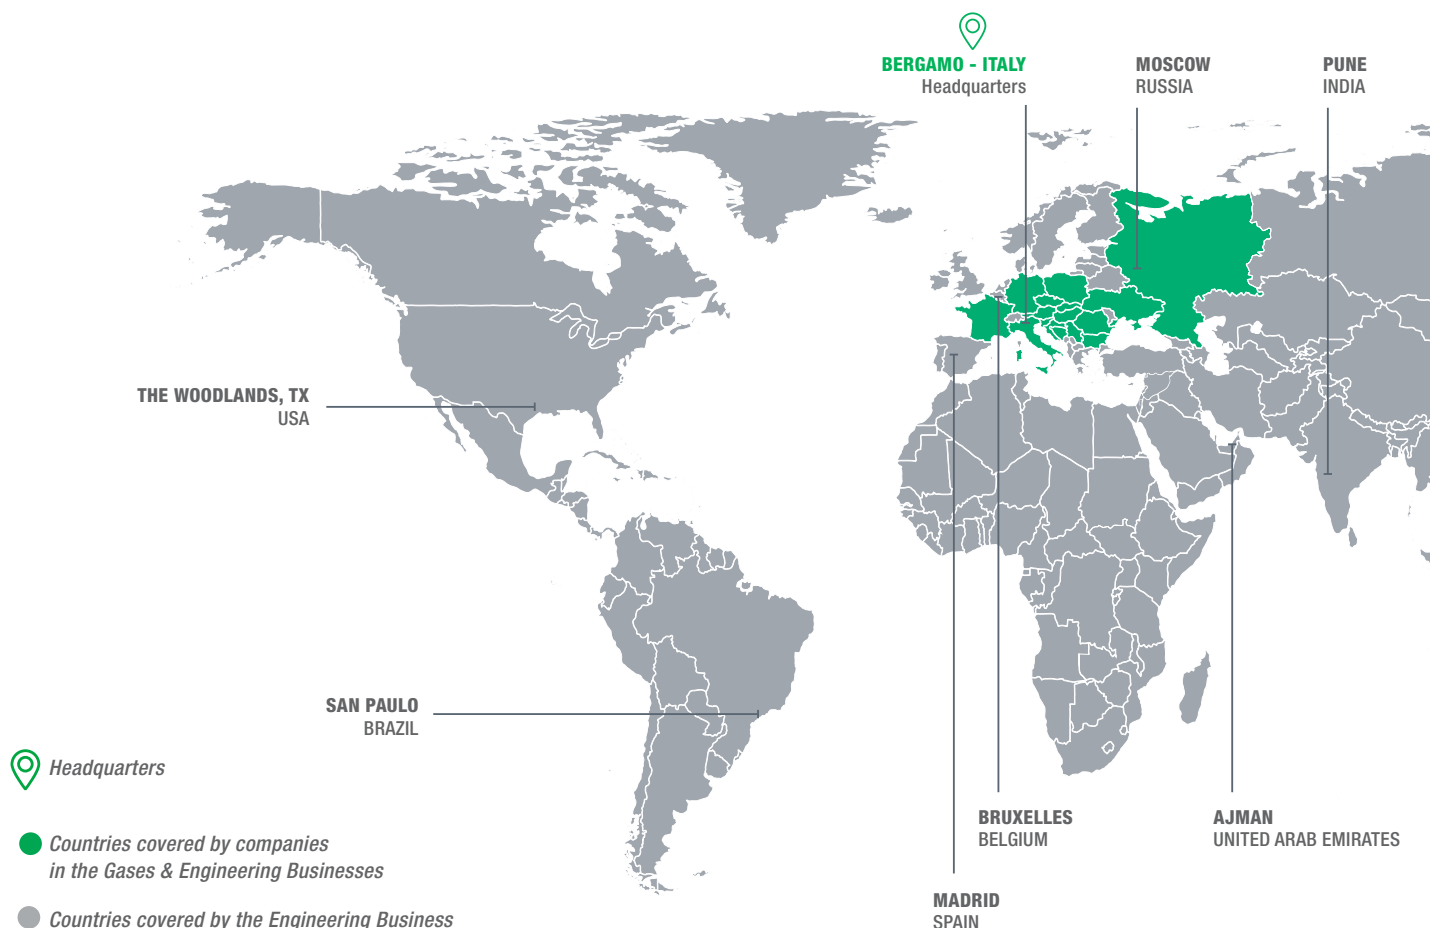 BERGAMO - ITALY
Headquarters
MOSCOW
RUSSIA
PUNE
INDIA
THE WOODLANDS, TX
USA
SAN PAULO
BRAZIL
Headquarters
Countries covered by companies
in the Gases & Engineering Businesses
Countries covered by the Engineering Business
BRUXELLES
BELGIUM
AJMAN
UNITED ARAB EMIRATES
MADRID
SPAIN